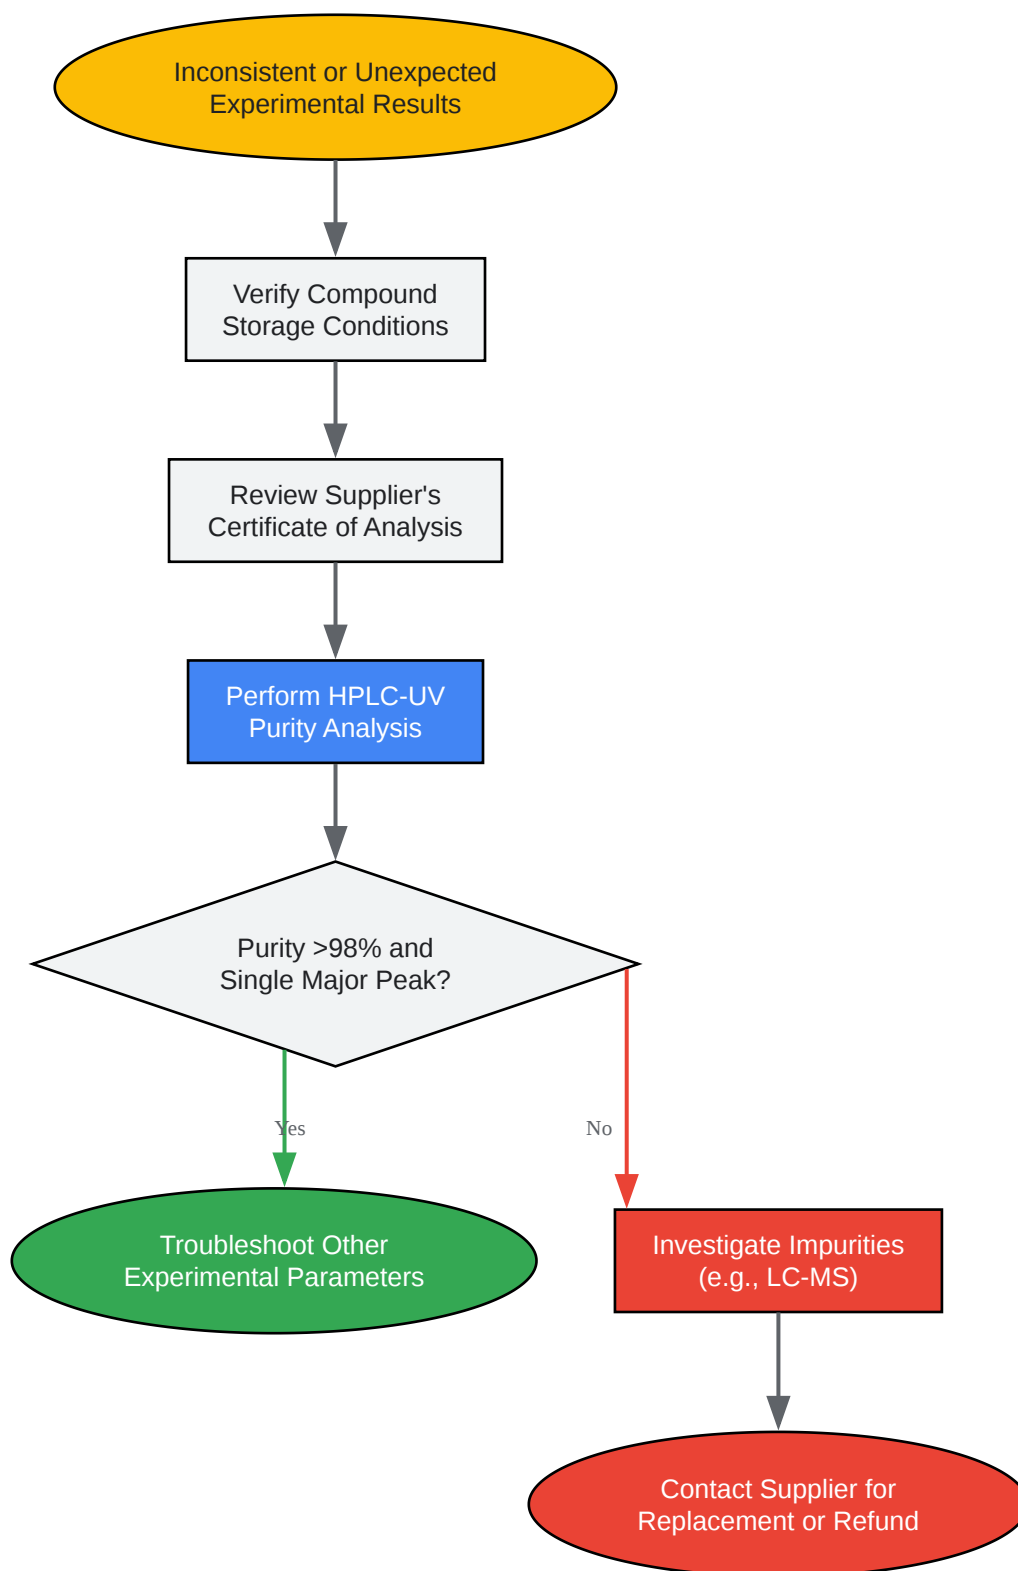 Inconsistent or Unexpected
Experimental Results
Verify Compound
Storage Conditions
Review Supplier's
Certificate of Analysis
Perform HPLC-UV
Purity Analysis
Purity >98% and
Single Major Peak?
Yes
No
Troubleshoot Other
Experimental Parameters
Investigate Impurities
(e.g., LC-MS)
Contact Supplier for
Replacement or Refund